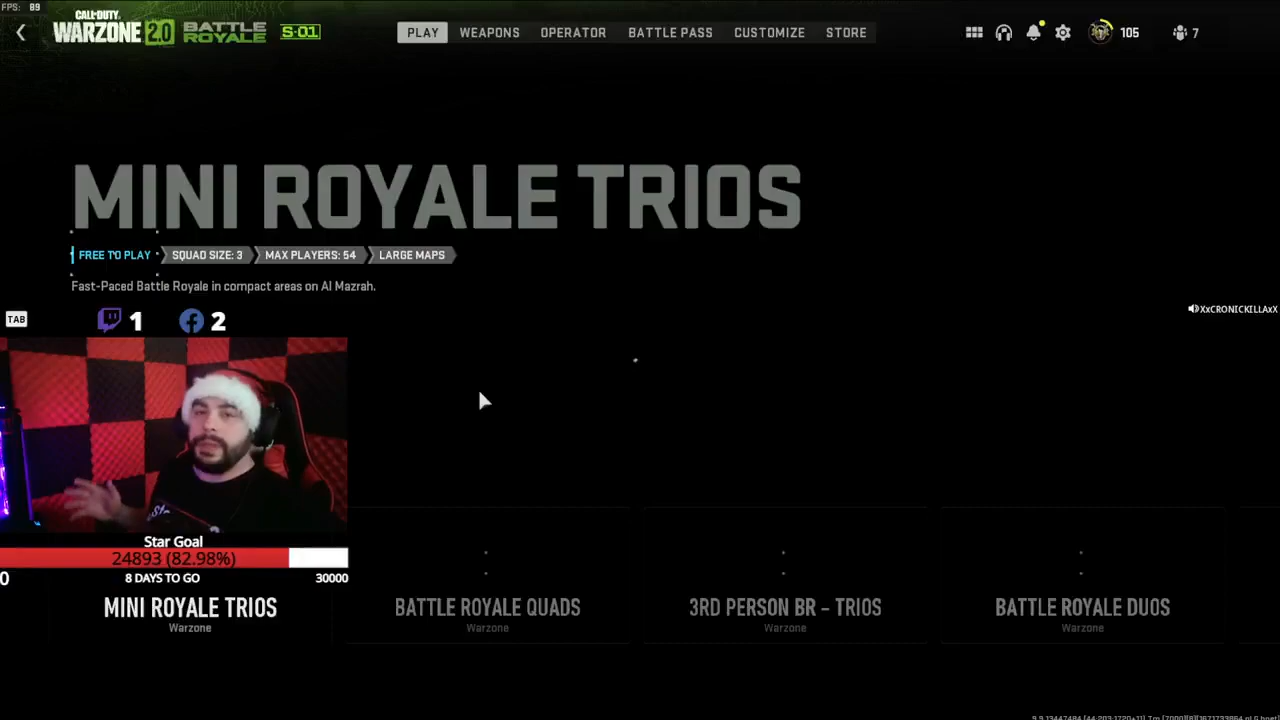 FPS: 89
CALL OF DUTY
WARZONE 2.0 BATTLE ROYALE S-01
PLAY WEAPONS OPERATOR BATTLE PASS CUSTOMIZE STORE
105 7
MINI ROYALE TRIOS
FREE TO PLAY SQUAD SIZE: 3 MAX PLAYERS: 54 LARGE MAPS
Fast-Paced Battle Royale in compact areas on Al Mazrah.
XxCRONICKILLAxX
TAB 1 2
Star Goal
24893 (82.98%)
0 8 DAYS TO GO 30000
MINI ROYALE TRIOS BATTLE ROYALE QUADS 3RD PERSON BR - TRIOS BATTLE ROYALE DUOS
Warzone Warzone Warzone Warzone